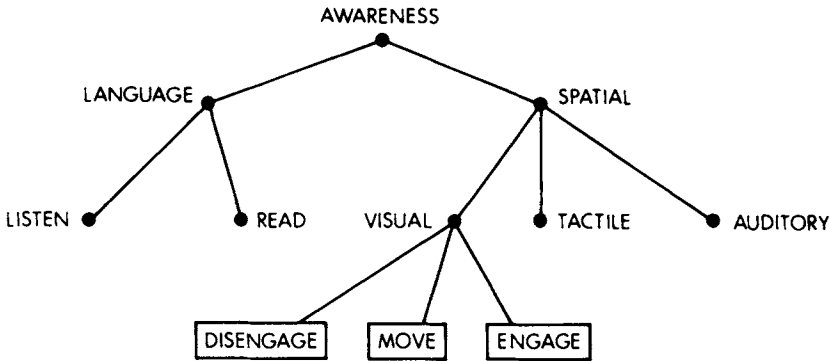 AWARENESS
LANGUAGE
SPATIAL
LISTEN
READ
VISUAL
TACTILE
AUDITORY
DISENGAGE
MOVE
ENGAGE